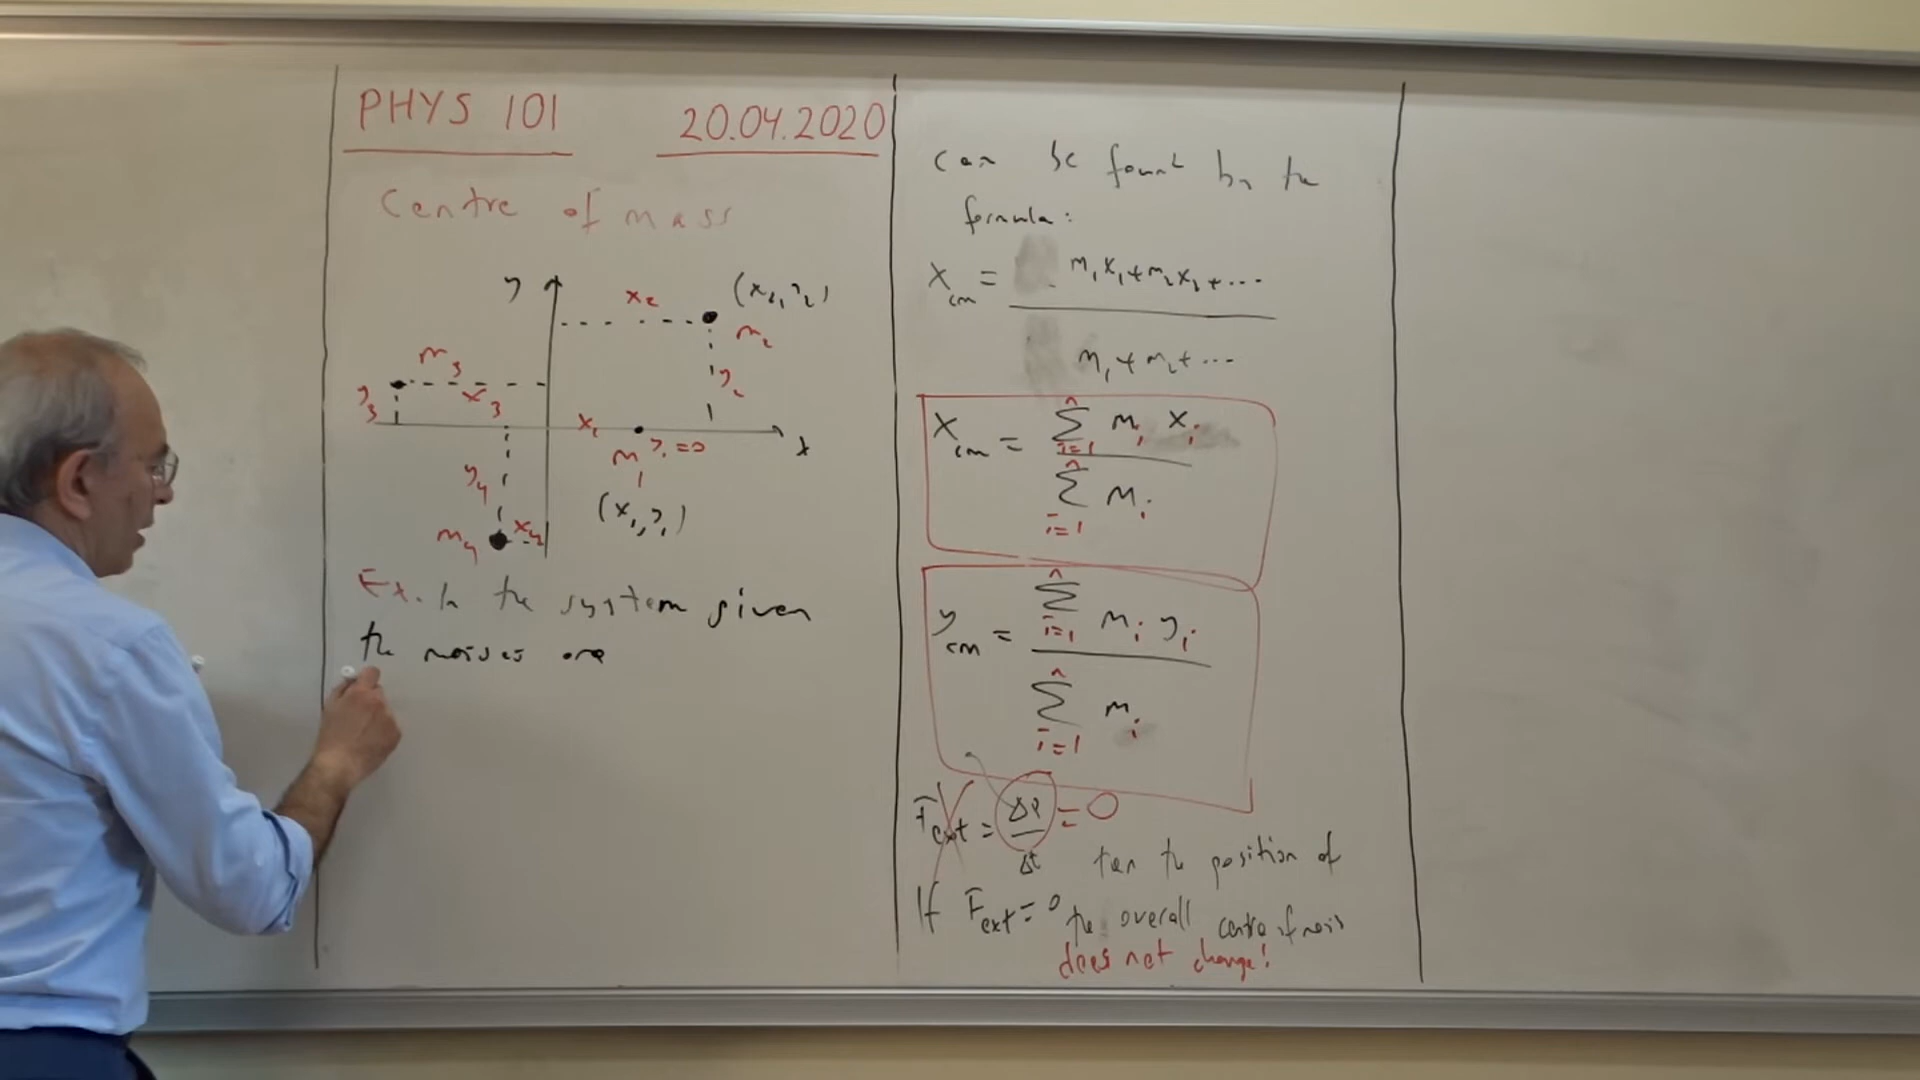 PHYS 101 20.04.2020
Centre of mass
y
x₂ (x₂, y₂)
m₂
m₃
y₂
y₃ x₃
x₁ y₁ = 0 x
m₁
y₄ (x₁, y₁)
m₄ x₄
Ex. In the system given
the masses are
can be found by the
formula:
x_cm = m₁x₁ + m₂x₂ + ...
m₁ + m₂ + ...
n
x_cm = Σ mᵢ xᵢ
i=1
n
Σ mᵢ
i=1
n
y_cm = Σ mᵢ yᵢ
i=1
n
Σ mᵢ
i=1
F_ext = ΔP = 0
Δt
then the position of
If F_ext = 0 the overall centre of mass
does not change!